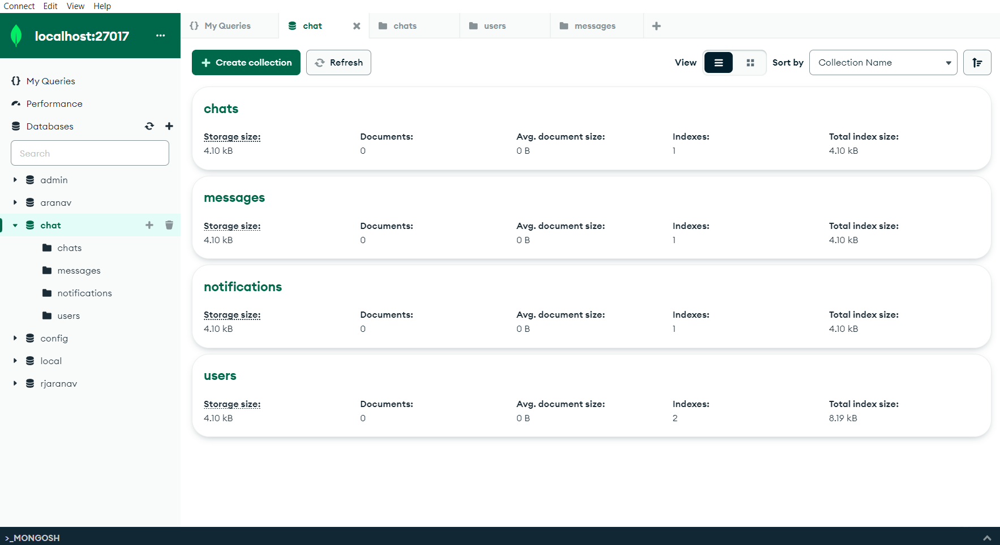 Connect Edit View Help
localhost:27017 ...
My Queries
Performance
Databases
Search
admin
aranav
chat
chats
messages
notifications
users
config
local
rjaranav
{} My Queries chat chats users messages
Create collection Refresh View Sort by Collection Name
chats
Storage size: Documents: Avg. document size: Indexes: Total index size:
4.10 kB 0 0 B 1 4.10 kB
messages
Storage size: Documents: Avg. document size: Indexes: Total index size:
4.10 kB 0 0 B 1 4.10 kB
notifications
Storage size: Documents: Avg. document size: Indexes: Total index size:
4.10 kB 0 0 B 1 4.10 kB
users
Storage size: Documents: Avg. document size: Indexes: Total index size:
4.10 kB 0 0 B 2 8.19 kB
>_MONGOSH